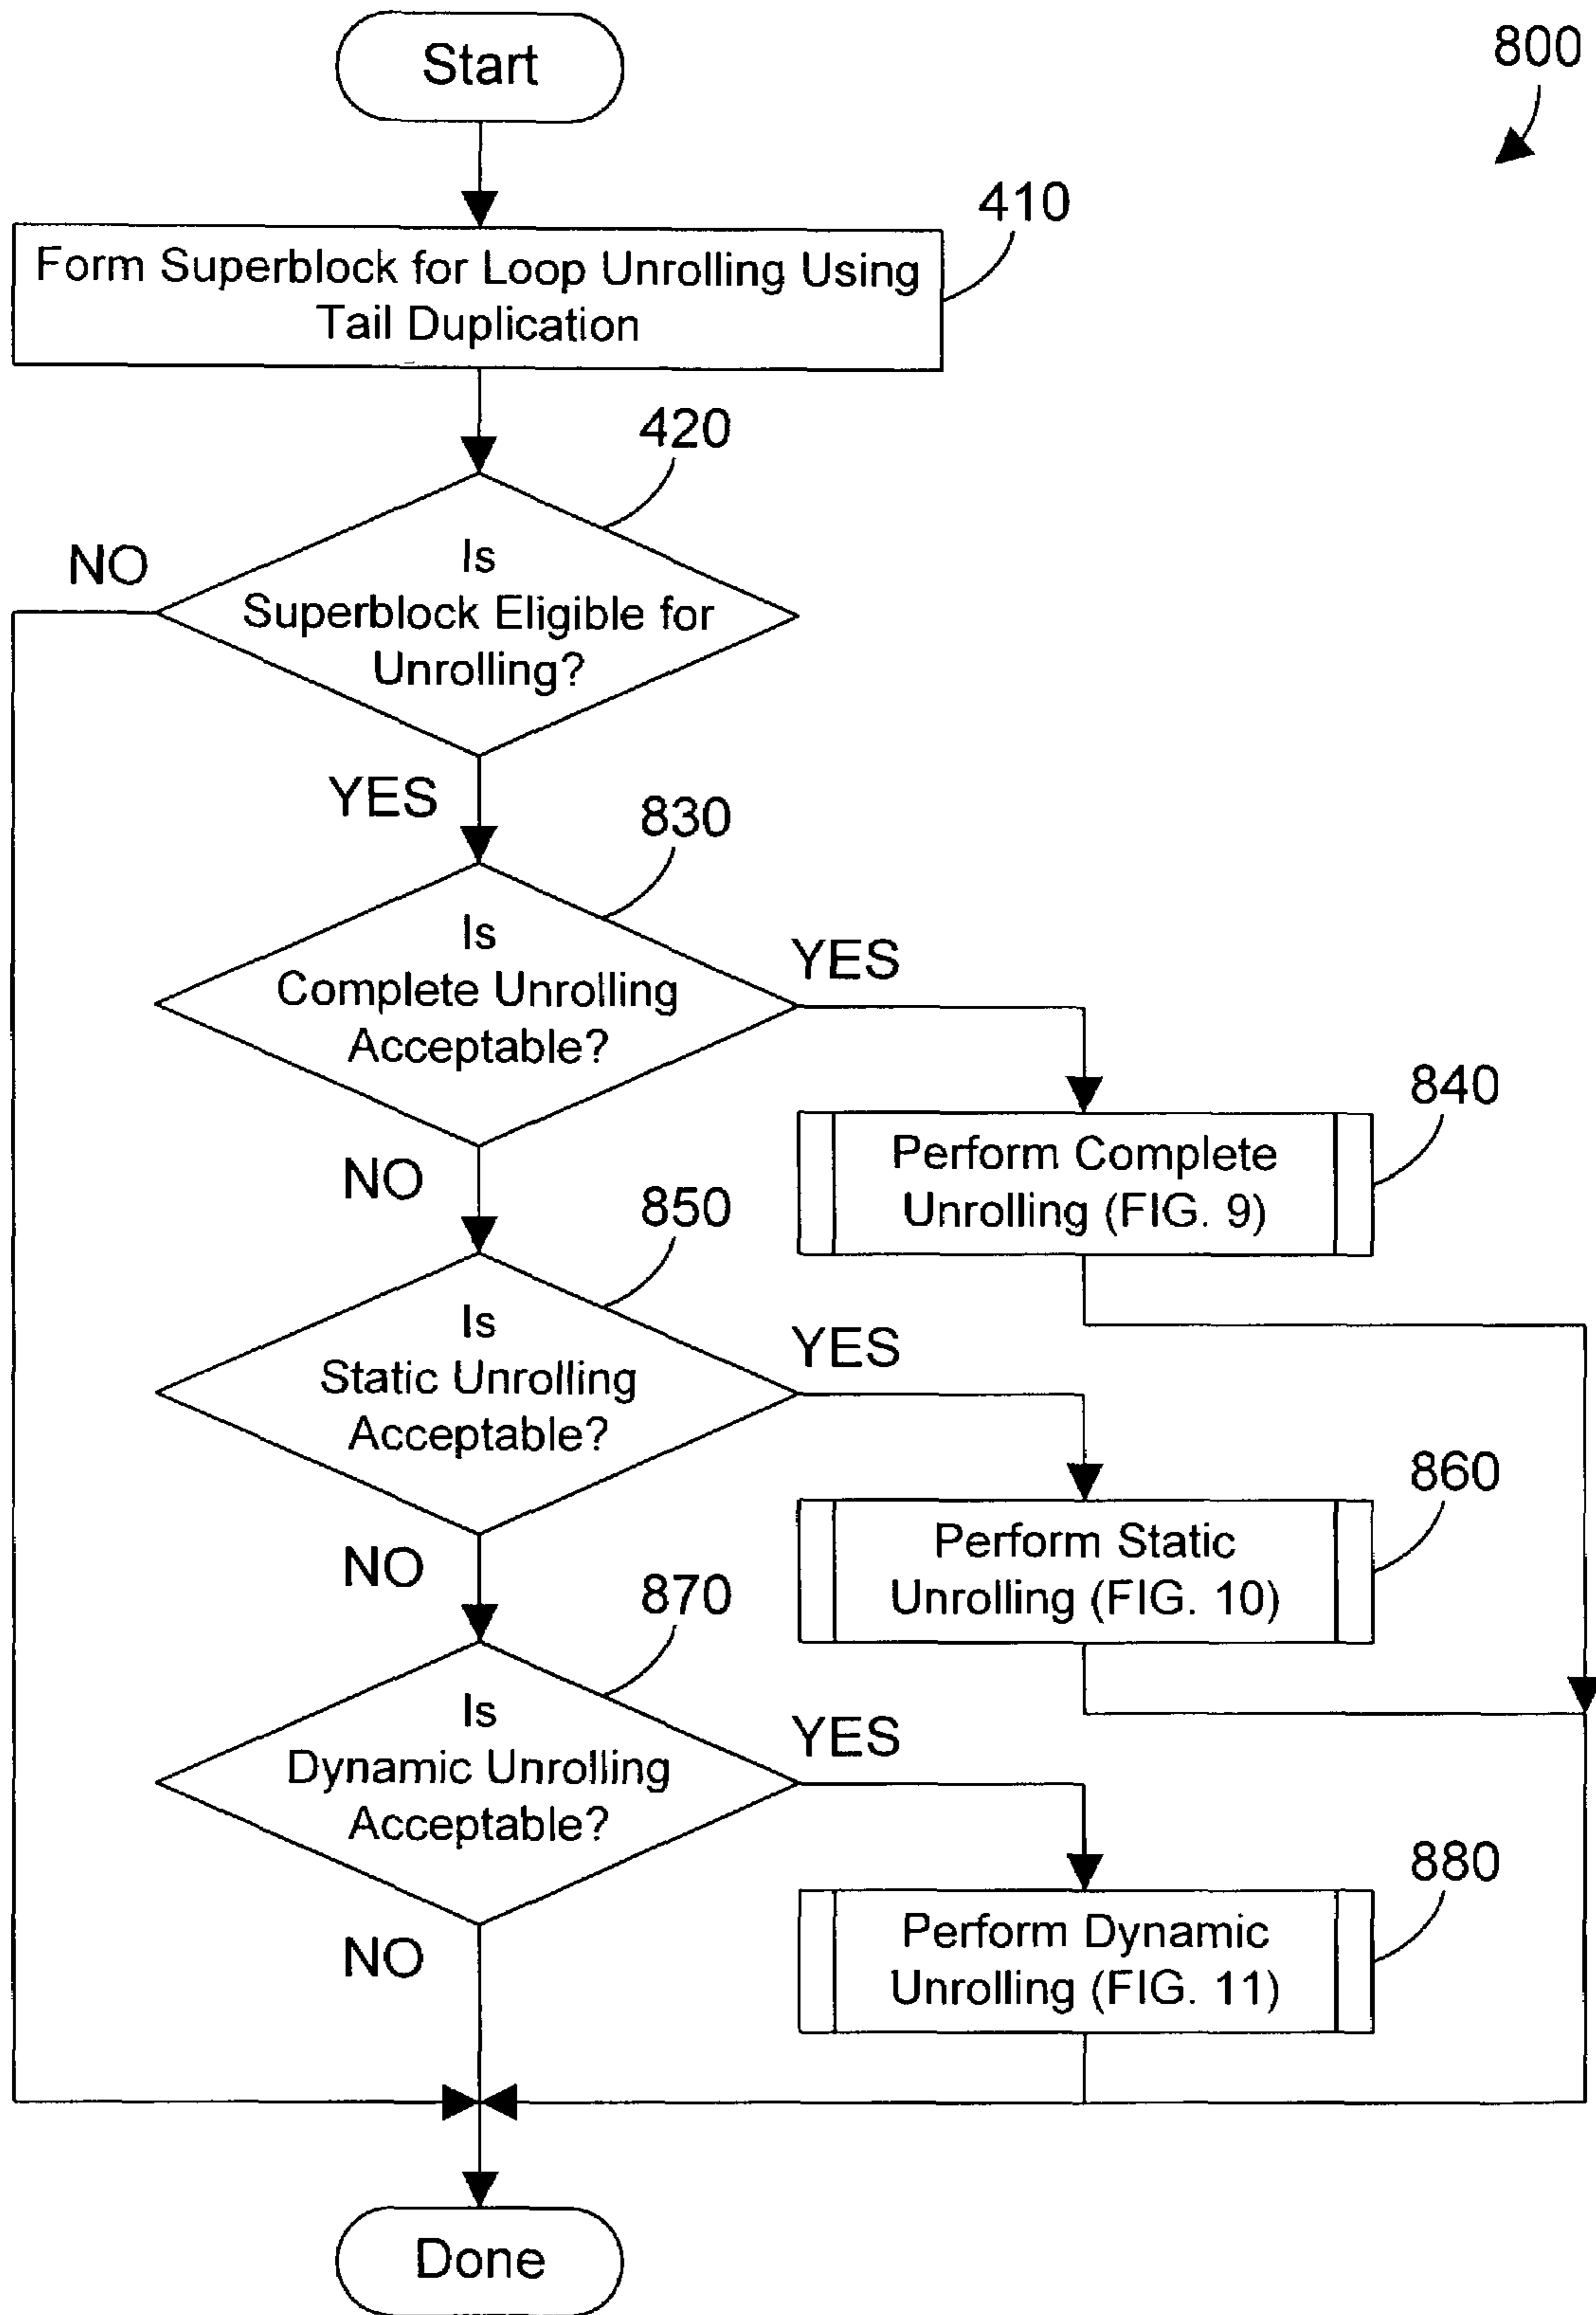 Start
800
410
Form Superblock for Loop Unrolling Using
Tail Duplication
420
NO
Is
Superblock Eligible for
Unrolling?
YES
830
Is
Complete Unrolling
Acceptable?
YES
840
Perform Complete
Unrolling (FIG. 9)
NO
850
Is
Static Unrolling
Acceptable?
YES
860
Perform Static
Unrolling (FIG. 10)
NO
870
Is
Dynamic Unrolling
Acceptable?
YES
880
Perform Dynamic
Unrolling (FIG. 11)
NO
Done